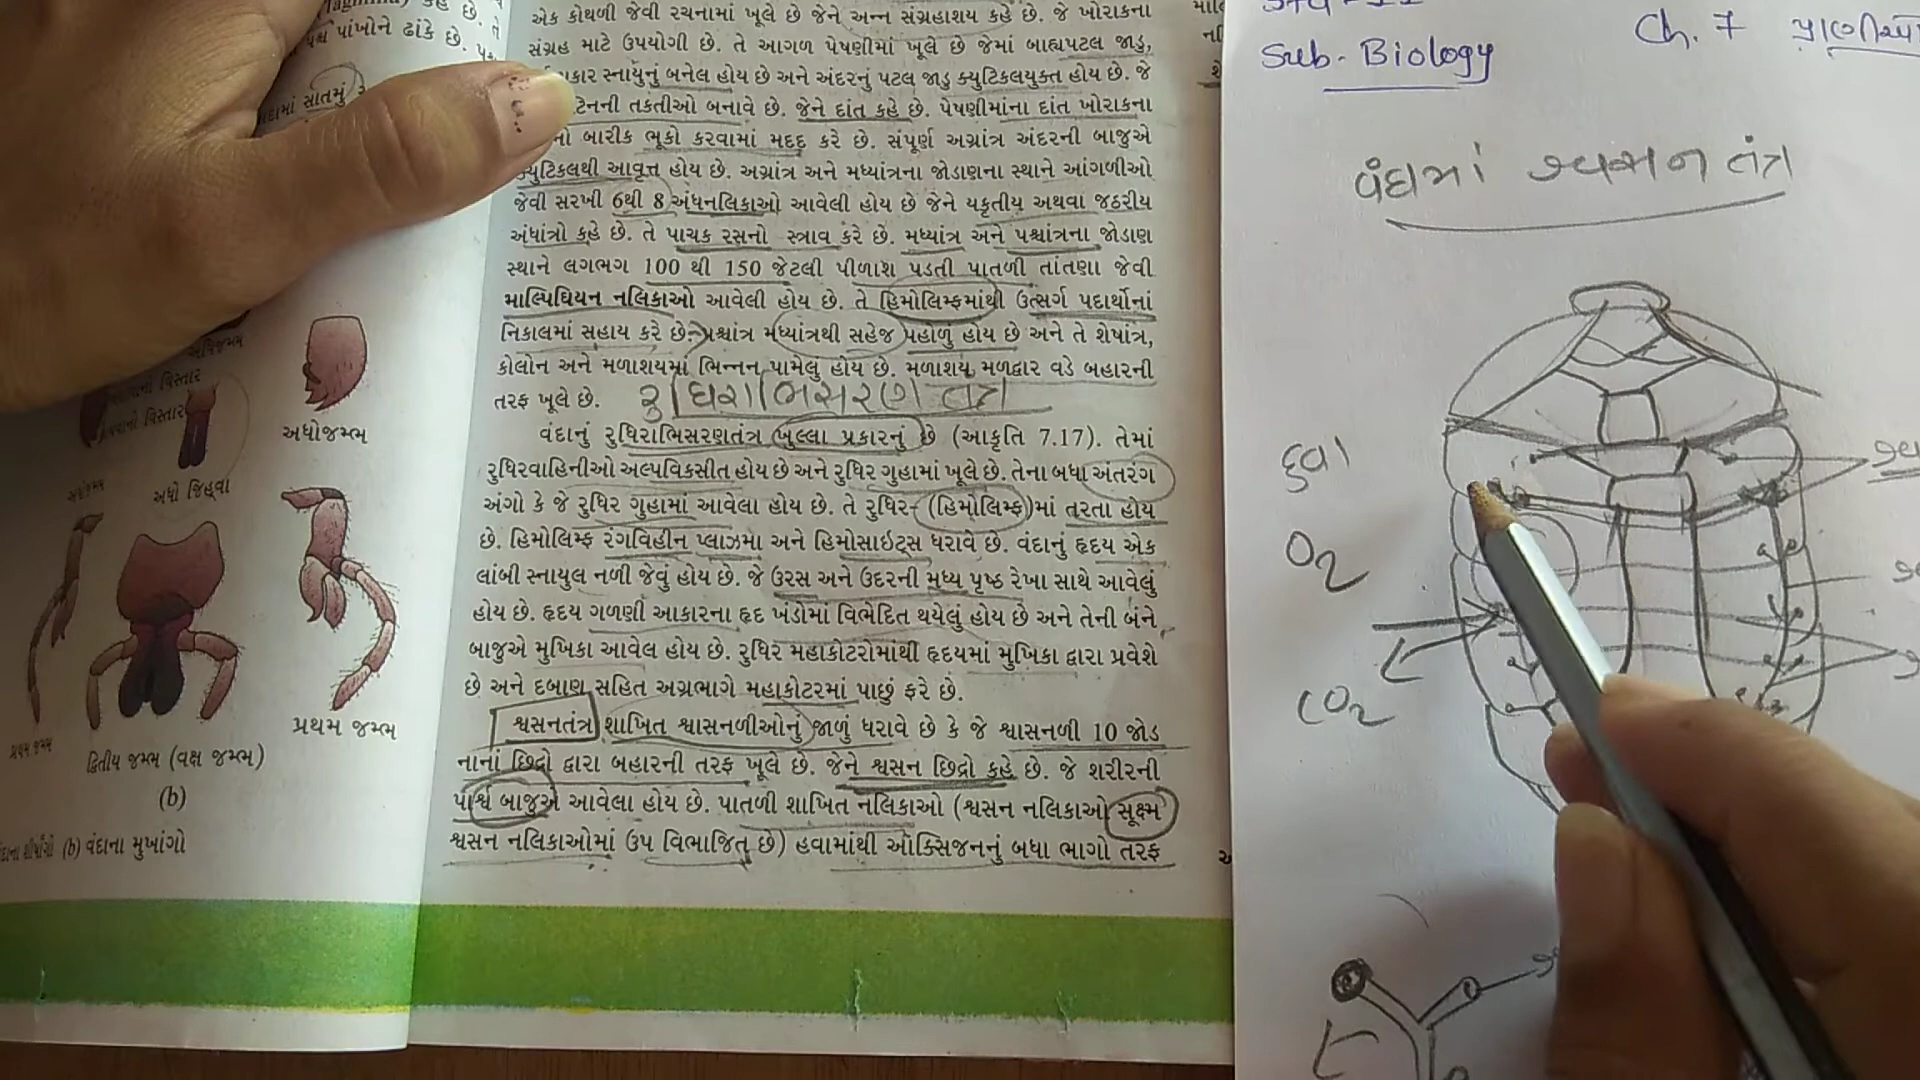 કહે છે.
પાંખોને ઢાંકે છે.
સાતમું
અધોજમ્ભ
અધો જિહ્વા
પ્રથમ જમ્ભ
દ્વિતીય જમ્ભ (વક્ષ જમ્ભ)
(b)
(b) વંદાના મુખાંગો
એક કોથળી જેવી રચનામાં ખૂલે છે જેને અન્ન સંગ્રહાશય કહે છે. જે ખોરાકના
સંગ્રહ માટે ઉપયોગી છે. તે આગળ પેષણીમાં ખૂલે છે જેમાં બાહ્યપટલ જાડુ,
સ્નાયુનું બનેલ હોય છે અને અંદરનું પટલ જાડુ ક્યુટિકલયુક્ત હોય છે. જે
તકતીઓ બનાવે છે. જેને દાંત કહે છે. પેષણીમાંના દાંત ખોરાકના
બારીક ભૂકો કરવામાં મદદ કરે છે. સંપૂર્ણ અગ્રાંત્ર અંદરની બાજુએ
ક્યુટિકલથી આવૃત્ત હોય છે. અગ્રાંત્ર અને મધ્યાંત્રના જોડાણના સ્થાને આંગળીઓ
જેવી સરખી 6થી 8 અંધનલિકાઓ આવેલી હોય છે જેને યકૃતીય અથવા જઠરીય
અંધાંત્રો કહે છે. તે પાચક રસનો સ્ત્રાવ કરે છે. મધ્યાંત્ર અને પશ્ચાંત્રના જોડાણ
સ્થાને લગભગ 100 થી 150 જેટલી પીળાશ પડતી પાતળી તાંતણા જેવી
માલ્પિઘિયન નલિકાઓ આવેલી હોય છે. તે હિમોલિમ્ફમાંથી ઉત્સર્ગ પદાર્થોનાં
નિકાલમાં સહાય કરે છે. પશ્ચાંત્ર મધ્યાંત્રથી સહેજ પહોળું હોય છે અને તે શેષાંત્ર,
કોલોન અને મળાશયમાં ભિન્નન પામેલું હોય છે. મળાશય મળદ્વાર વડે બહારની
તરફ ખૂલે છે. રુધિરાભિસરણ તંત્ર
વંદાનું રુધિરાભિસરણતંત્ર ખુલ્લા પ્રકારનું છે (આકૃતિ 7.17). તેમાં
રુધિરવાહિનીઓ અલ્પવિકસીત હોય છે અને રુધિર ગુહામાં ખૂલે છે. તેના બધા અંતરંગ
અંગો કે જે રુધિર ગુહામાં આવેલા હોય છે. તે રુધિર (હિમોલિમ્ફ)માં તરતા હોય
છે. હિમોલિમ્ફ રંગવિહીન પ્લાઝમા અને હિમોસાઇટ્સ ધરાવે છે. વંદાનું હૃદય એક
લાંબી સ્નાયુલ નળી જેવું હોય છે. જે ઉરસ અને ઉદરની મુધ્ય પૃષ્ઠ રેખા સાથે આવેલું
હોય છે. હૃદય ગળણી આકારના હૃદ ખંડોમાં વિભેદિત થયેલું હોય છે અને તેની બંને
બાજુએ મુખિકા આવેલ હોય છે. રુધિર મહાકોટરોમાંથી હૃદયમાં મુખિકા દ્વારા પ્રવેશે
છે અને દબાણ સહિત અગ્રભાગે મહાકોટરમાં પાછું ફરે છે.
શ્વસનતંત્ર શાખિત શ્વાસનળીઓનું જાળું ધરાવે છે કે જે શ્વાસનળી 10 જોડ
નાનાં છિદ્રો દ્વારા બહારની તરફ ખૂલે છે. જેને શ્વસન છિદ્રો કહે છે. જે શરીરની
પાર્શ્વ બાજુએ આવેલા હોય છે. પાતળી શાખિત નલિકાઓ (શ્વસન નલિકાઓ સૂક્ષ્મ
શ્વસન નલિકાઓમાં ઉપ વિભાજિત છે) હવામાંથી ઑક્સિજનનું બધા ભાગો તરફ
Sub. Biology
Ch. 7
વંદામાં શ્વસન તંત્ર
હવા
O2
CO2